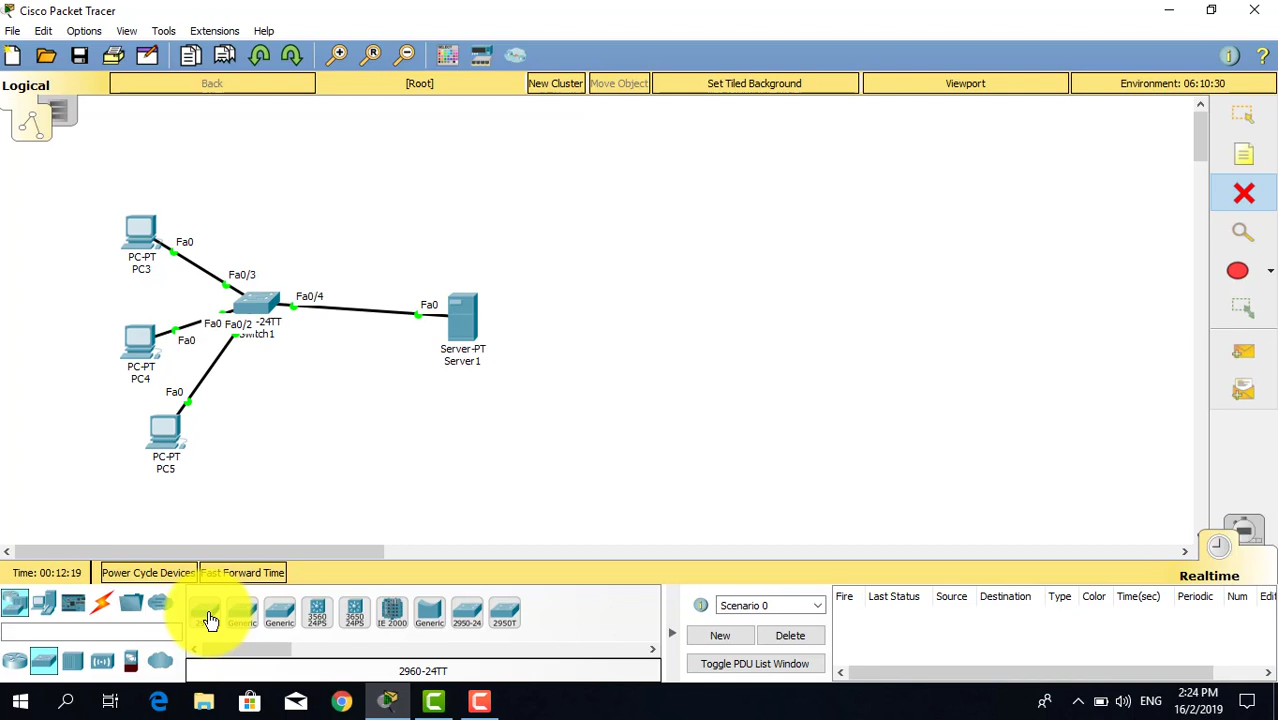 Cisco Packet Tracer
File Edit Options View Tools Extensions Help
Logical Back [Root] New Cluster Move Object Set Tiled Background Viewport Environment: 06:10:30
Fa0
PC-PT
PC3
Fa0/3
Fa0/4
Fa0
Fa0 Fa0/2 -24TT
Switch1
Fa0
PC-PT
PC4
Server-PT
Server1
Fa0
PC-PT
PC5
Time: 00:12:19 Power Cycle Devices Fast Forward Time
Realtime
Generic Generic 3560 24PS 3650 24PS IE 2000 Generic 2950-24 2950T
2960-24TT
Scenario 0
New Delete
Toggle PDU List Window
Fire Last Status Source Destination Type Color Time(sec) Periodic Num Edit
ENG
2:24 PM
16/2/2019